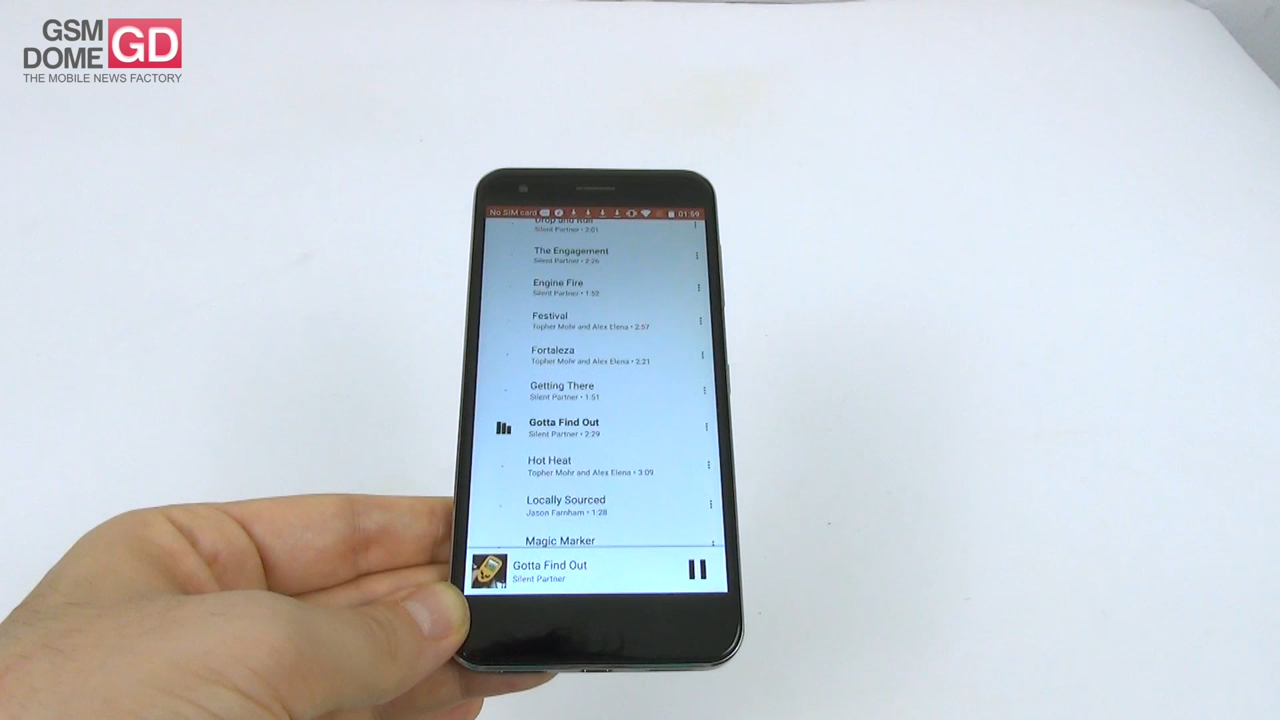 GSM
DOME GD
THE MOBILE NEWS FACTORY
No SIM card 01:59
Drop and Roll
Silent Partner • 2:01
The Engagement
Silent Partner • 2:26
Engine Fire
Silent Partner • 1:52
Festival
Topher Mohr and Alex Elena • 2:57
Fortaleza
Topher Mohr and Alex Elena • 2:21
Getting There
Silent Partner • 1:51
Gotta Find Out
Silent Partner • 2:29
Hot Heat
Topher Mohr and Alex Elena • 3:09
Locally Sourced
Jason Farnham • 1:28
Magic Marker
Gotta Find Out
Silent Partner